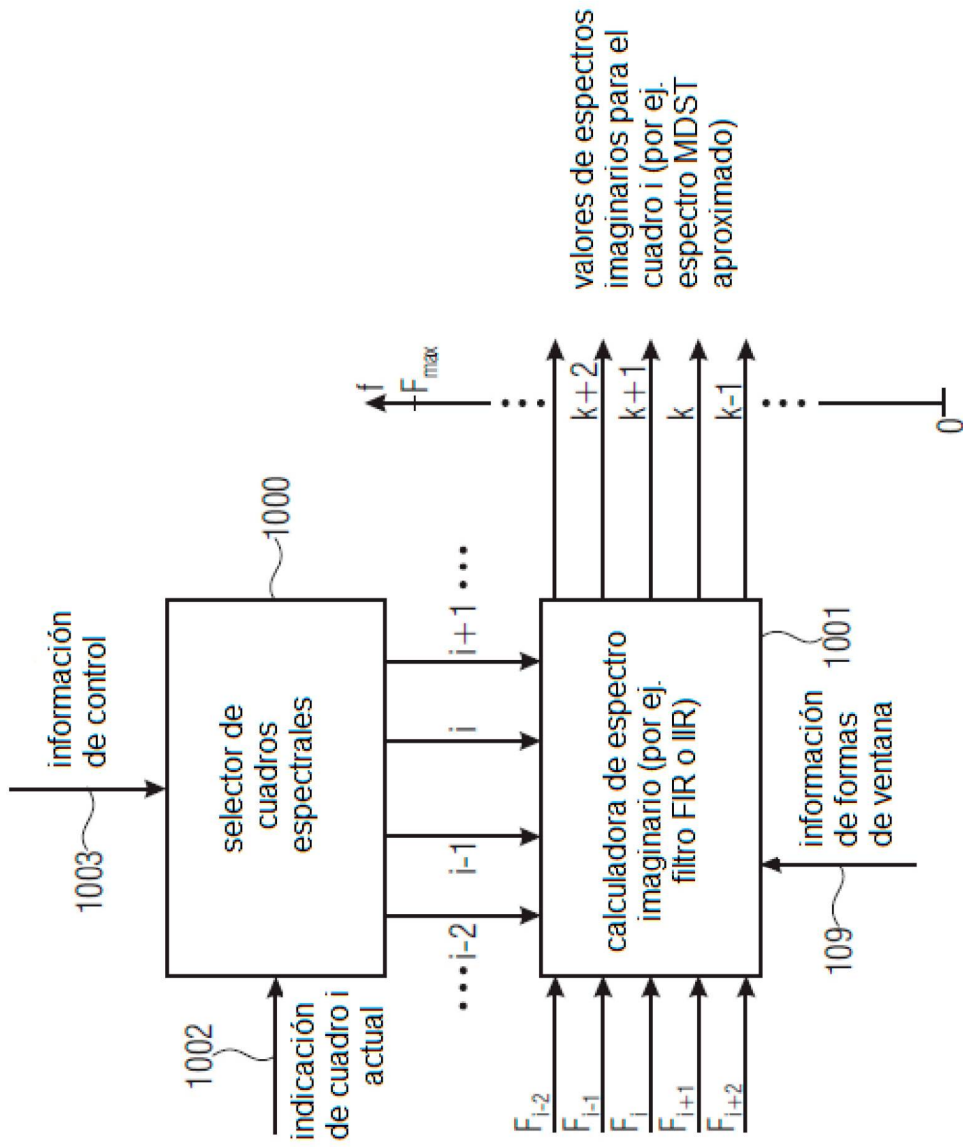 información
de control
1003
1002
indicación
de cuadro i
actual
selector de
cuadros
espectrales
1000
...i-2
i-1
i
i+1 ...
f
F_max
F_i-2
F_i-1
F_i
F_i+1
F_i+2
calculadora de espectro
imaginario (por ej.
filtro FIR o IIR)
k+2
k+1
k
k-1
0
valores de espectros
imaginarios para el
cuadro i (por ej.
espectro MDST
aproximado)
109
información
de formas
de ventana
1001